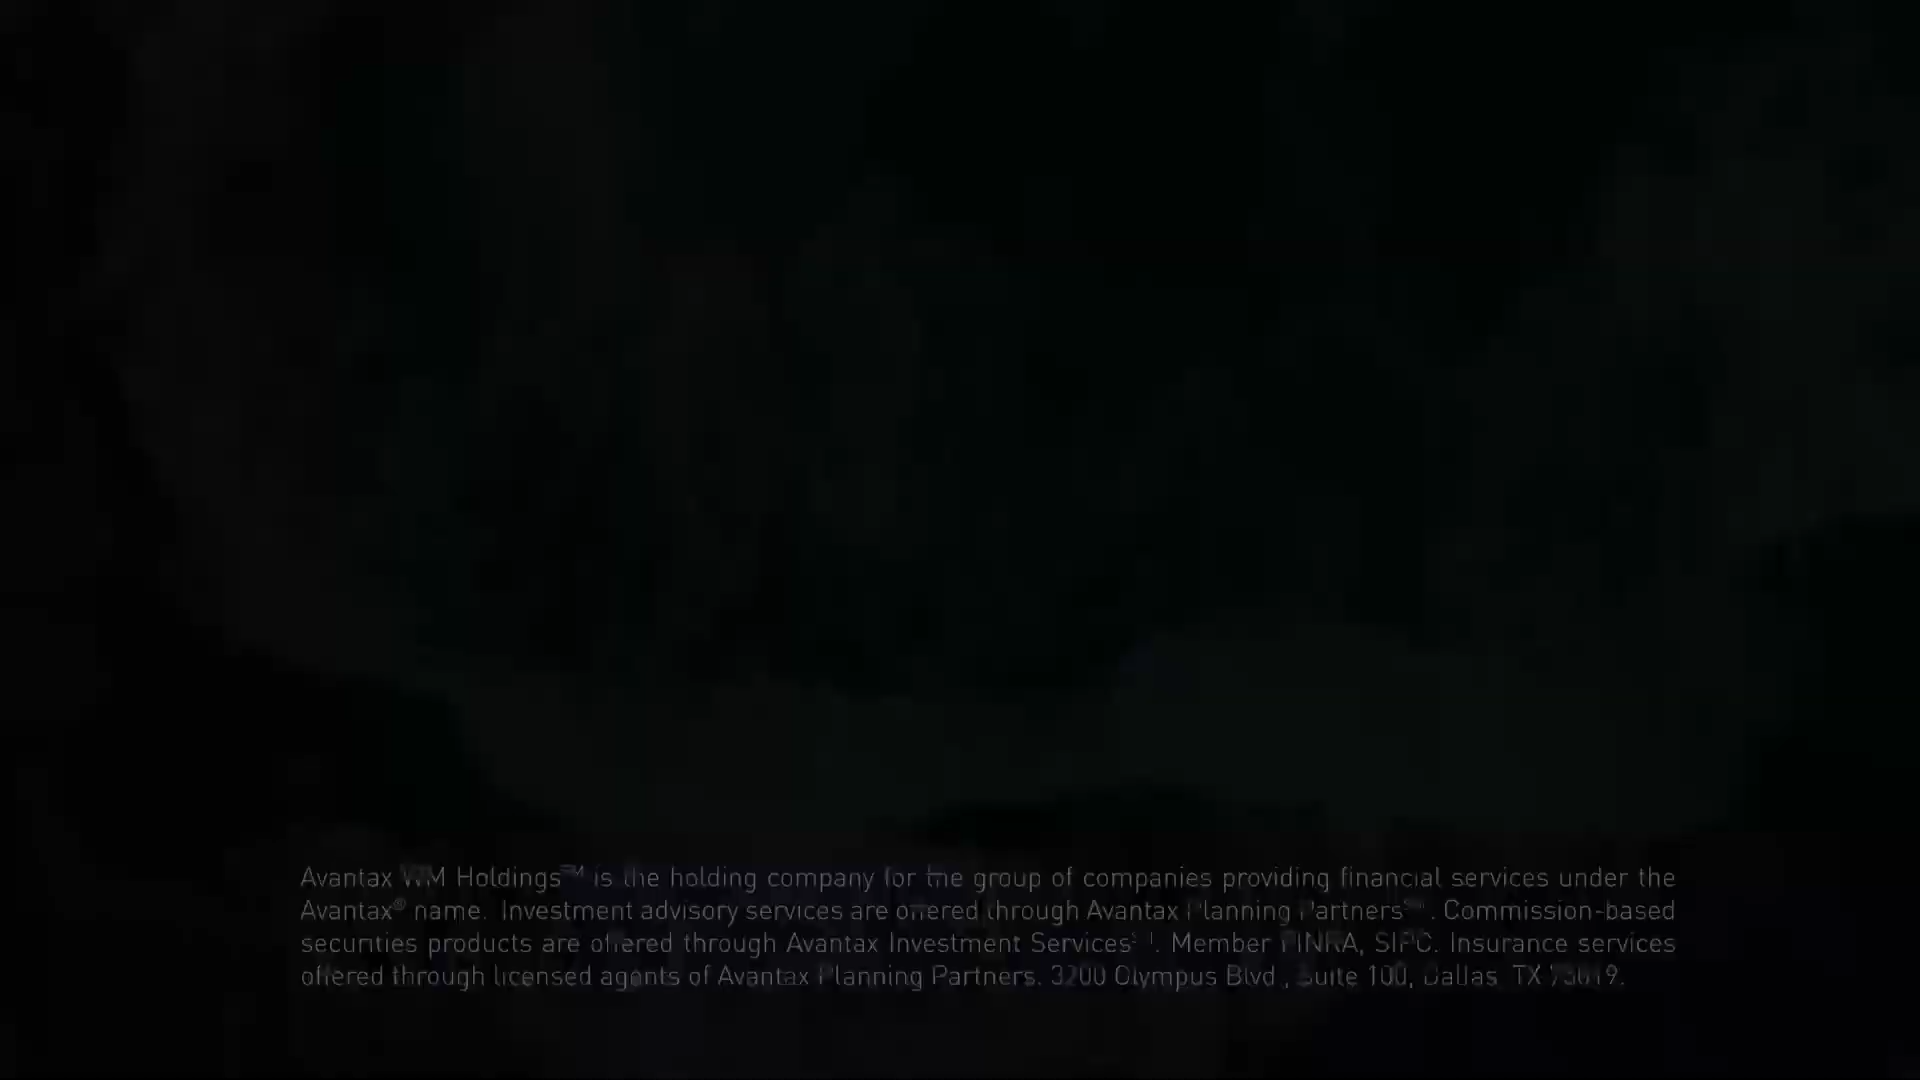 Avantax WM Holdings℠ is the holding company for the group of companies providing financial services under the
Avantax® name. Investment advisory services are offered through Avantax Planning Partners℠. Commission-based
securities products are offered through Avantax Investment Services℠. Member FINRA, SIPC. Insurance services
offered through licensed agents of Avantax Planning Partners. 3200 Olympus Blvd., Suite 100, Dallas, TX